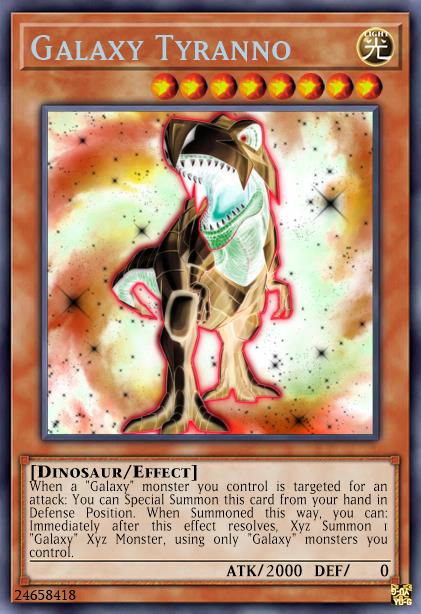 GALAXY TYRANNO
LIGHT
光
[DINOSAUR/EFFECT]
When a "Galaxy" monster you control is targeted for an
attack: You can Special Summon this card from your hand in
Defense Position. When Summoned this way, you can:
Immediately after this effect resolves, Xyz Summon 1
"Galaxy" Xyz Monster, using only "Galaxy" monsters you
control.
ATK/2000 DEF/ 0
24658418